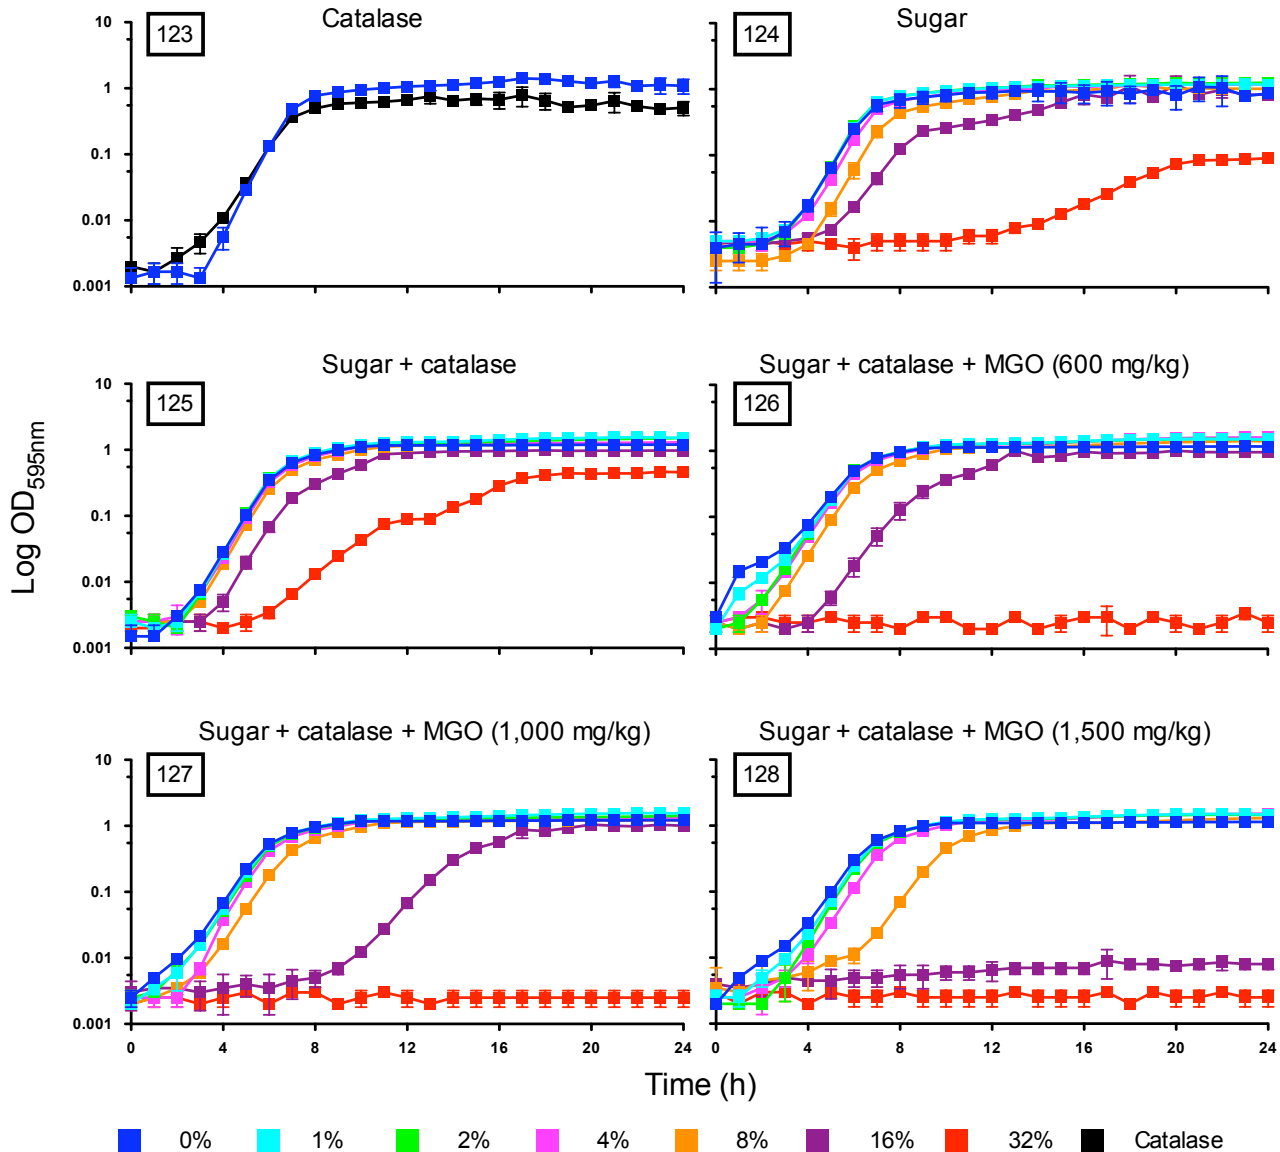 Catalase
Sugar
123
124
10
1
0.1
0.01
0.001
0 4 8 12 16 20 24
0 4 8 12 16 20 24
Sugar + catalase
Sugar + catalase + MGO (600 mg/kg)
125
126
10
1
0.1
0.01
0.001
Log OD595nm
Sugar + catalase + MGO (1,000 mg/kg)
Sugar + catalase + MGO (1,500 mg/kg)
127
128
10
1
0.1
0.01
0.001
Time (h)
0% 1% 2% 4% 8% 16% 32% Catalase